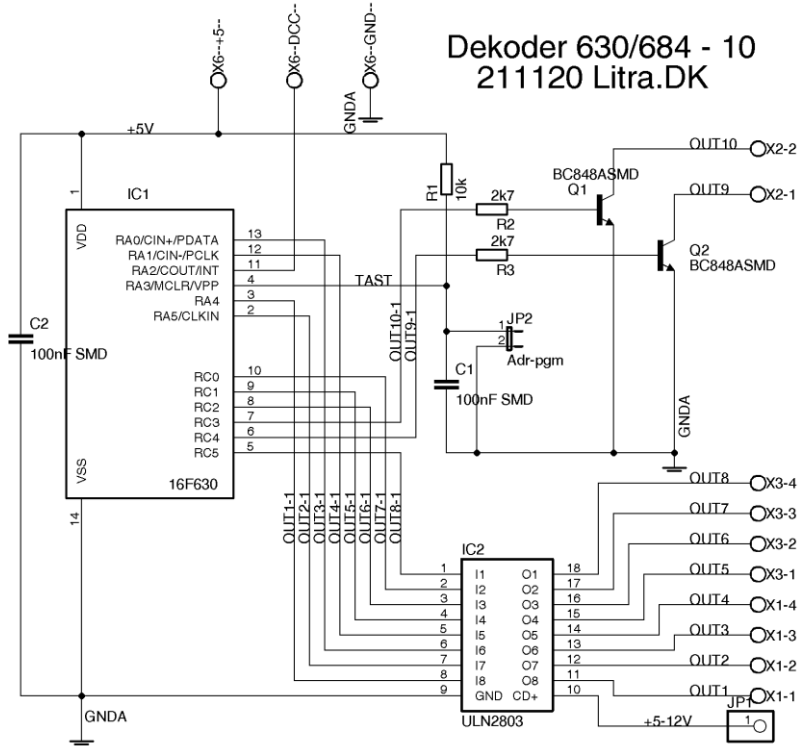 X6--+5--
X6--DCC--
X6--GND--
Dekoder 630/684 - 10
211120 Litra.DK
GNDA
+5V
OUT10
X2-2
BC848ASMD
Q1
R1
10k
2k7
R2
OUT9
X2-1
1
IC1
VDD
RA0/CIN+/PDATA 13
RA1/CIN-/PCLK 12
RA2/COUT/INT 11
RA3/MCLR/VPP 4
RA4 3
RA5/CLKIN 2
2k7
R3
Q2
BC848ASMD
TAST
C2
100nF SMD
OUT10-1
OUT9-1
JP2
1
2
Adr-pgm
C1
100nF SMD
RC0 10
RC1 9
RC2 8
RC3 7
RC4 6
RC5 5
GNDA
VSS
16F630
14
OUT1-1
OUT2-1
OUT3-1
OUT4-1
OUT5-1
OUT6-1
OUT7-1
OUT8-1
OUT8
X3-4
OUT7
X3-3
OUT6
X3-2
OUT5
X3-1
OUT4
X1-4
OUT3
X1-3
OUT2
X1-2
OUT1
X1-1
IC2
1 I1 O1 18
2 I2 O2 17
3 I3 O3 16
4 I4 O4 15
5 I5 O5 14
6 I6 O6 13
7 I7 O7 12
8 I8 O8 11
9 GND CD+ 10
ULN2803
GNDA
+5-12V
JP1
1